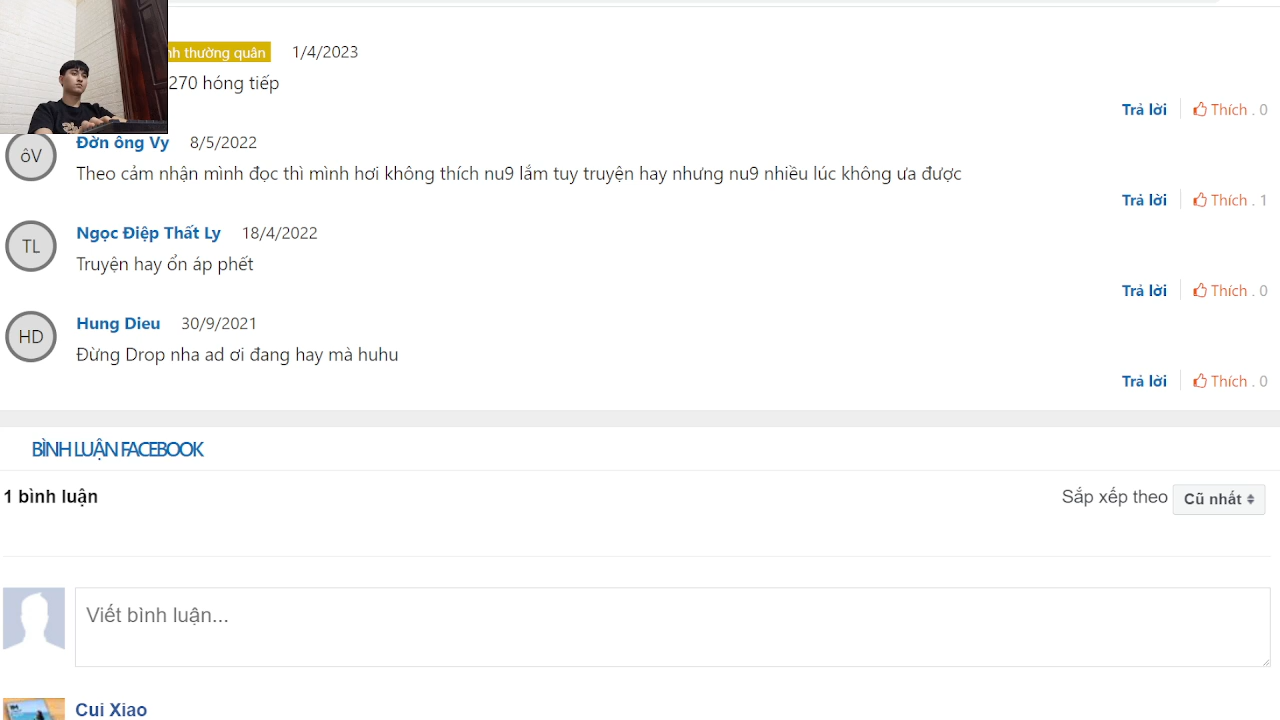 thường quân 1/4/2023
270 hóng tiếp
Trả lời Thích . 0
ôV Đờn ông Vy 8/5/2022
Theo cảm nhận mình đọc thì mình hơi không thích nu9 lắm tuy truyện hay nhưng nu9 nhiều lúc không ưa được
Trả lời Thích . 1
TL Ngọc Điệp Thất Ly 18/4/2022
Truyện hay ổn áp phết
Trả lời Thích . 0
HD Hung Dieu 30/9/2021
Đừng Drop nha ad ơi đang hay mà huhu
Trả lời Thích . 0
BÌNH LUẬN FACEBOOK
1 bình luận Sắp xếp theo Cũ nhất
Viết bình luận...
Cui Xiao